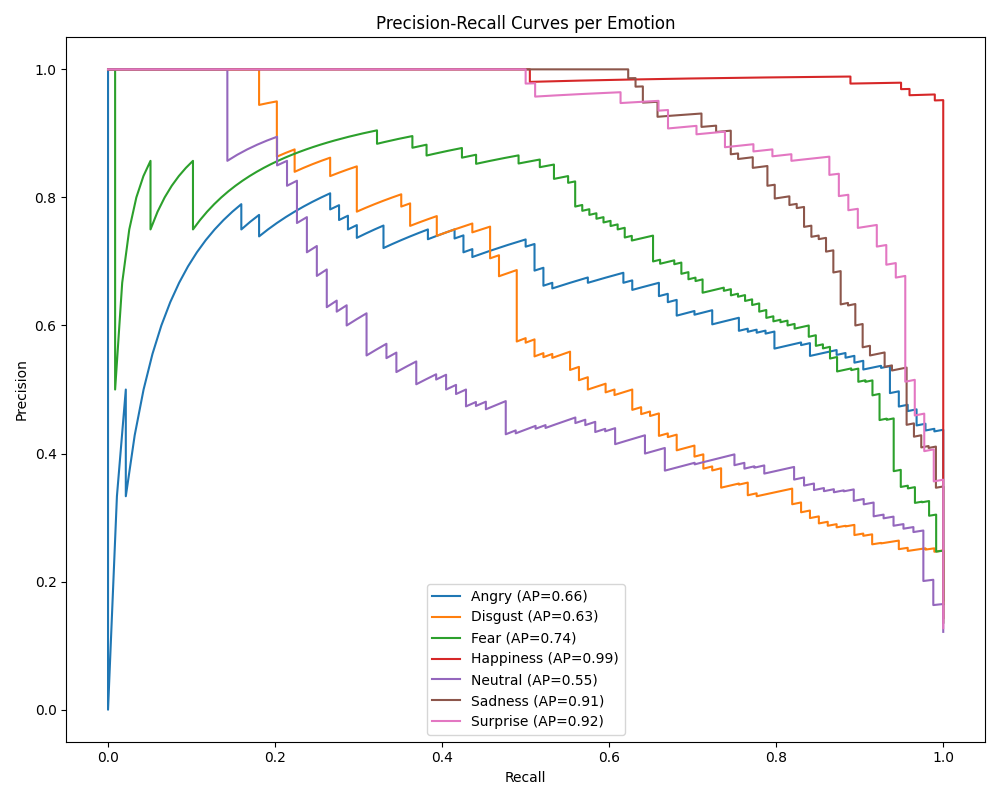 Precision-Recall Curves per Emotion
Precision
1.0
0.8
0.6
0.4
0.2
0.0
Angry (AP=0.66)
Disgust (AP=0.63)
Fear (AP=0.74)
Happiness (AP=0.99)
Neutral (AP=0.55)
Sadness (AP=0.91)
Surprise (AP=0.92)
0.0 0.2 0.4 0.6 0.8 1.0
Recall